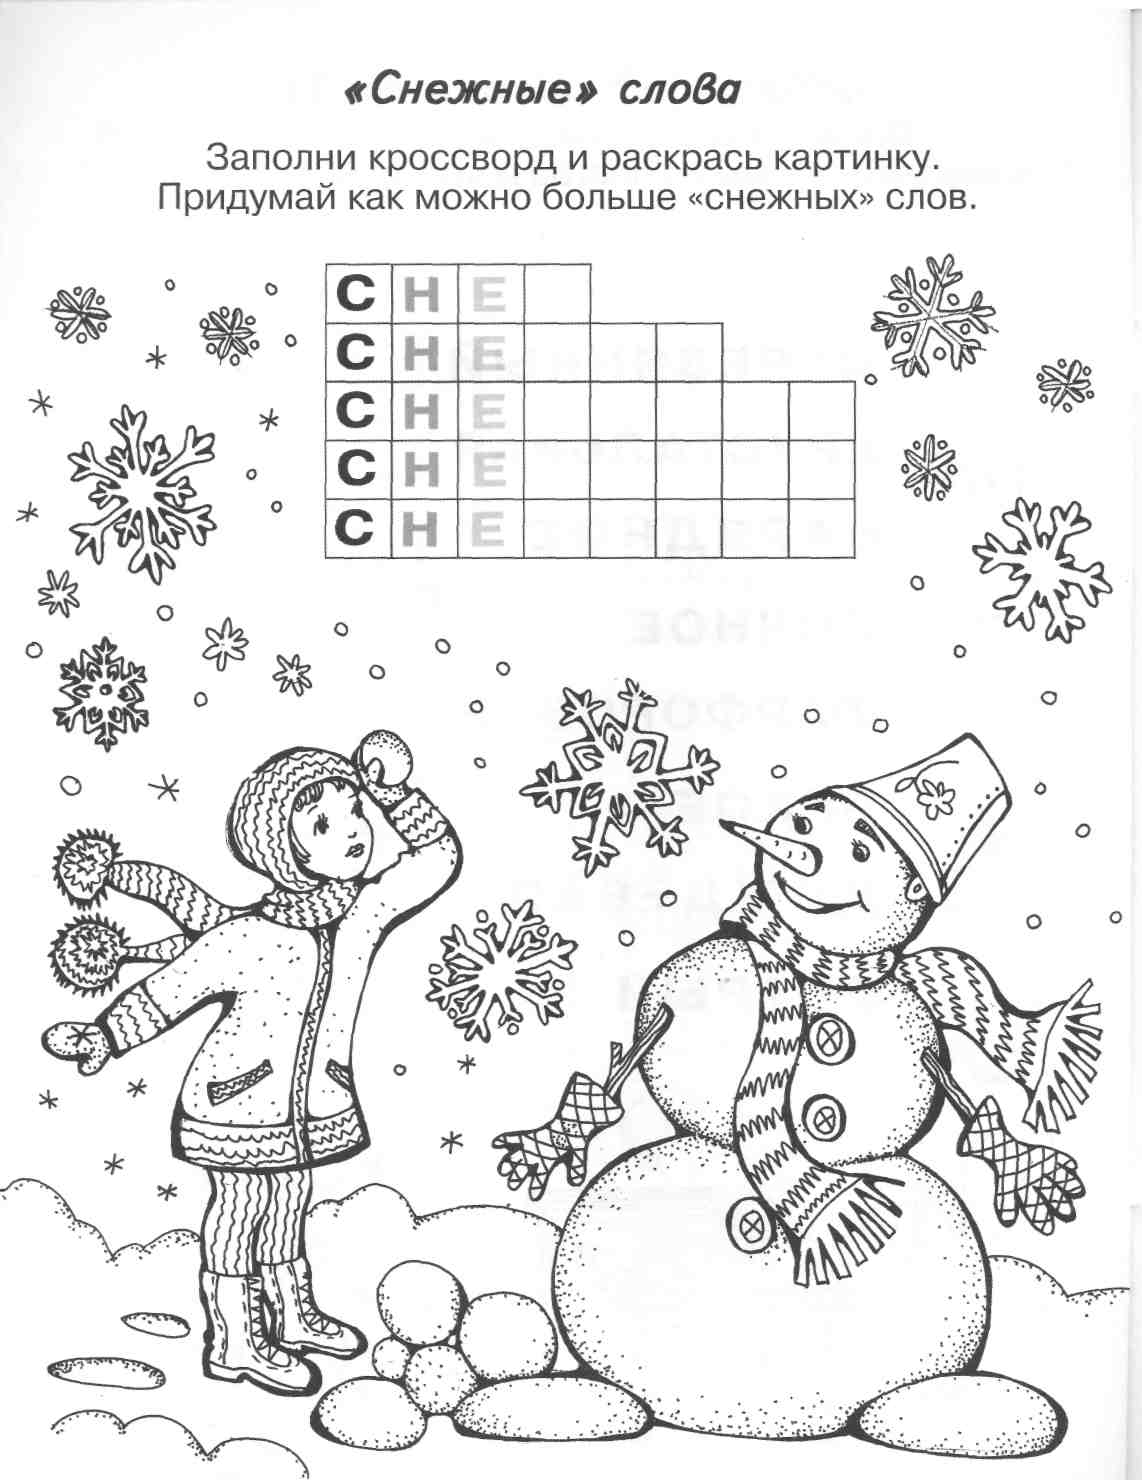 «Снежные» слова
Заполни кроссворд и раскрась картинку.
Придумай как можно больше «снежных» слов.
С Н Е
С Н Е
С Н Е
С Н Е
С Н Е